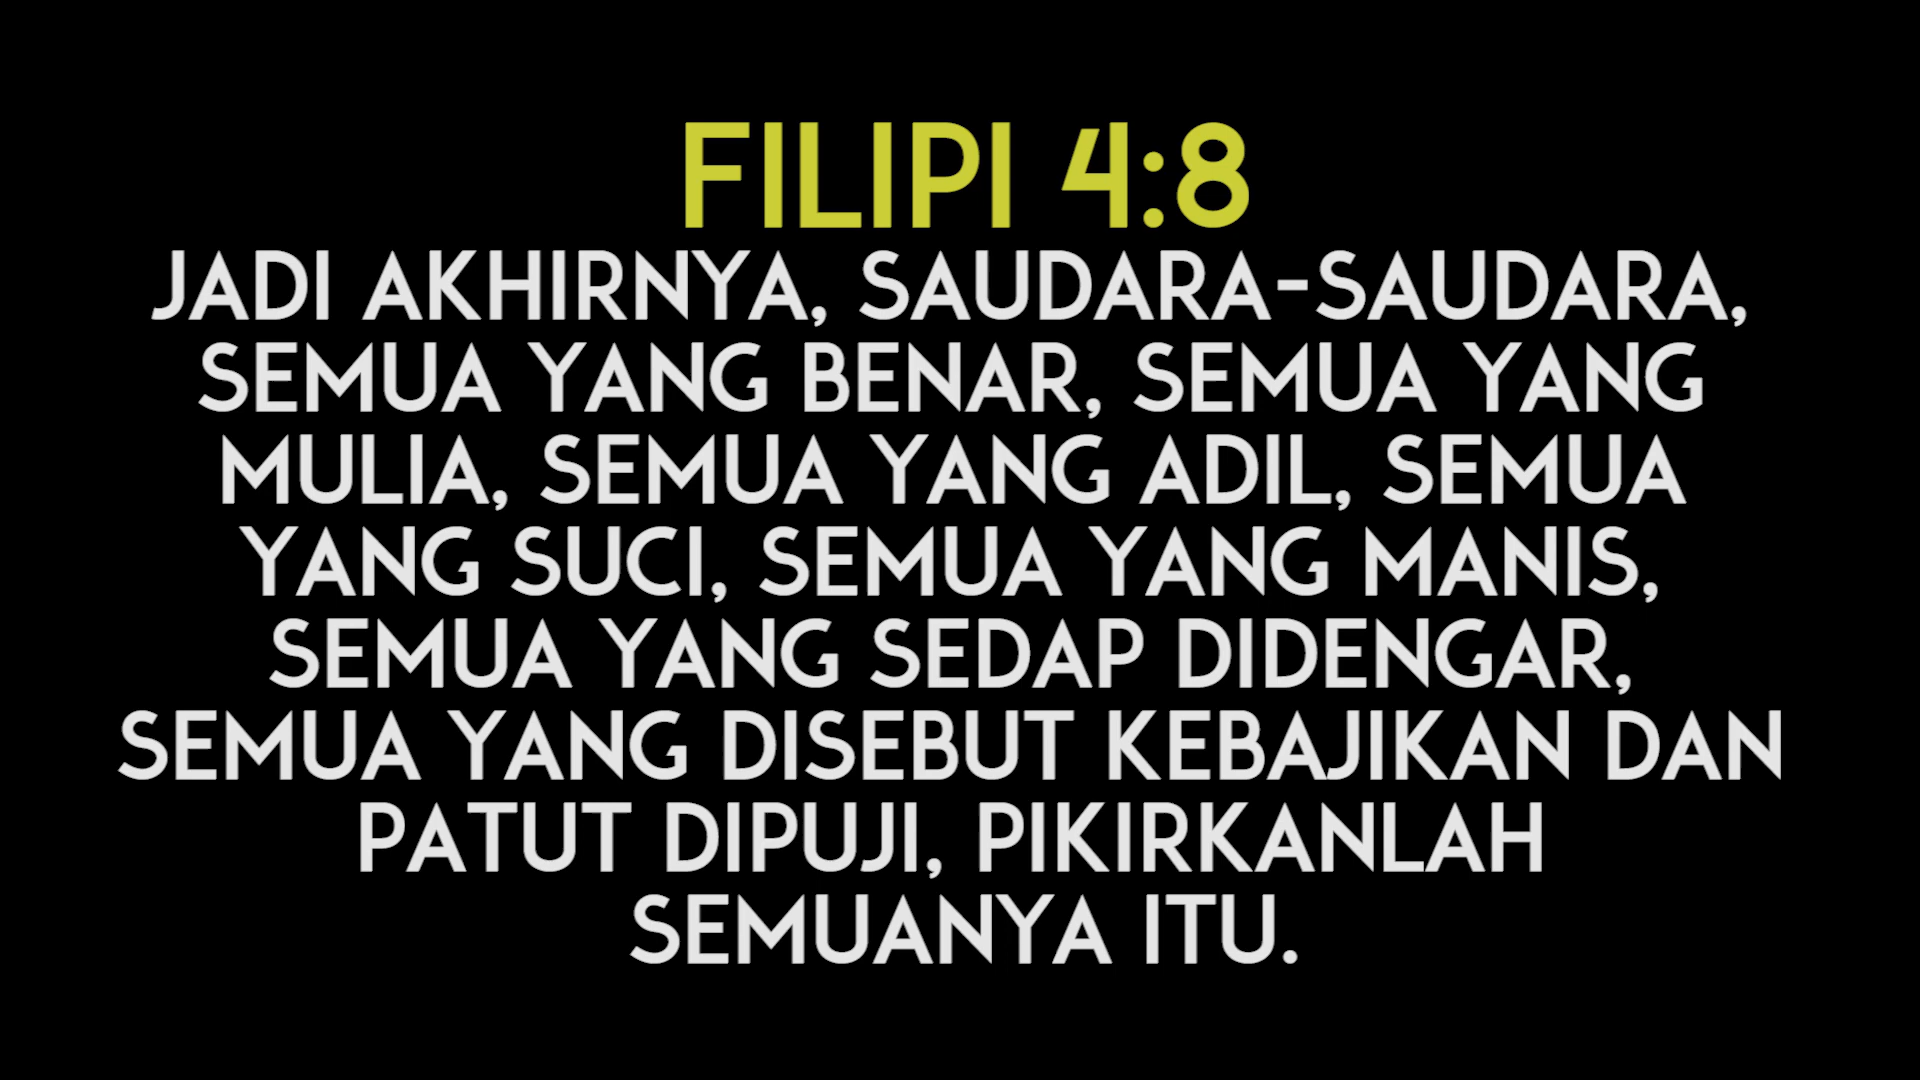 FILIPI 4:8
JADI AKHIRNYA, SAUDARA-SAUDARA,
SEMUA YANG BENAR, SEMUA YANG
MULIA, SEMUA YANG ADIL, SEMUA
YANG SUCI, SEMUA YANG MANIS,
SEMUA YANG SEDAP DIDENGAR,
SEMUA YANG DISEBUT KEBAJIKAN DAN
PATUT DIPUJI, PIKIRKANLAH
SEMUANYA ITU.